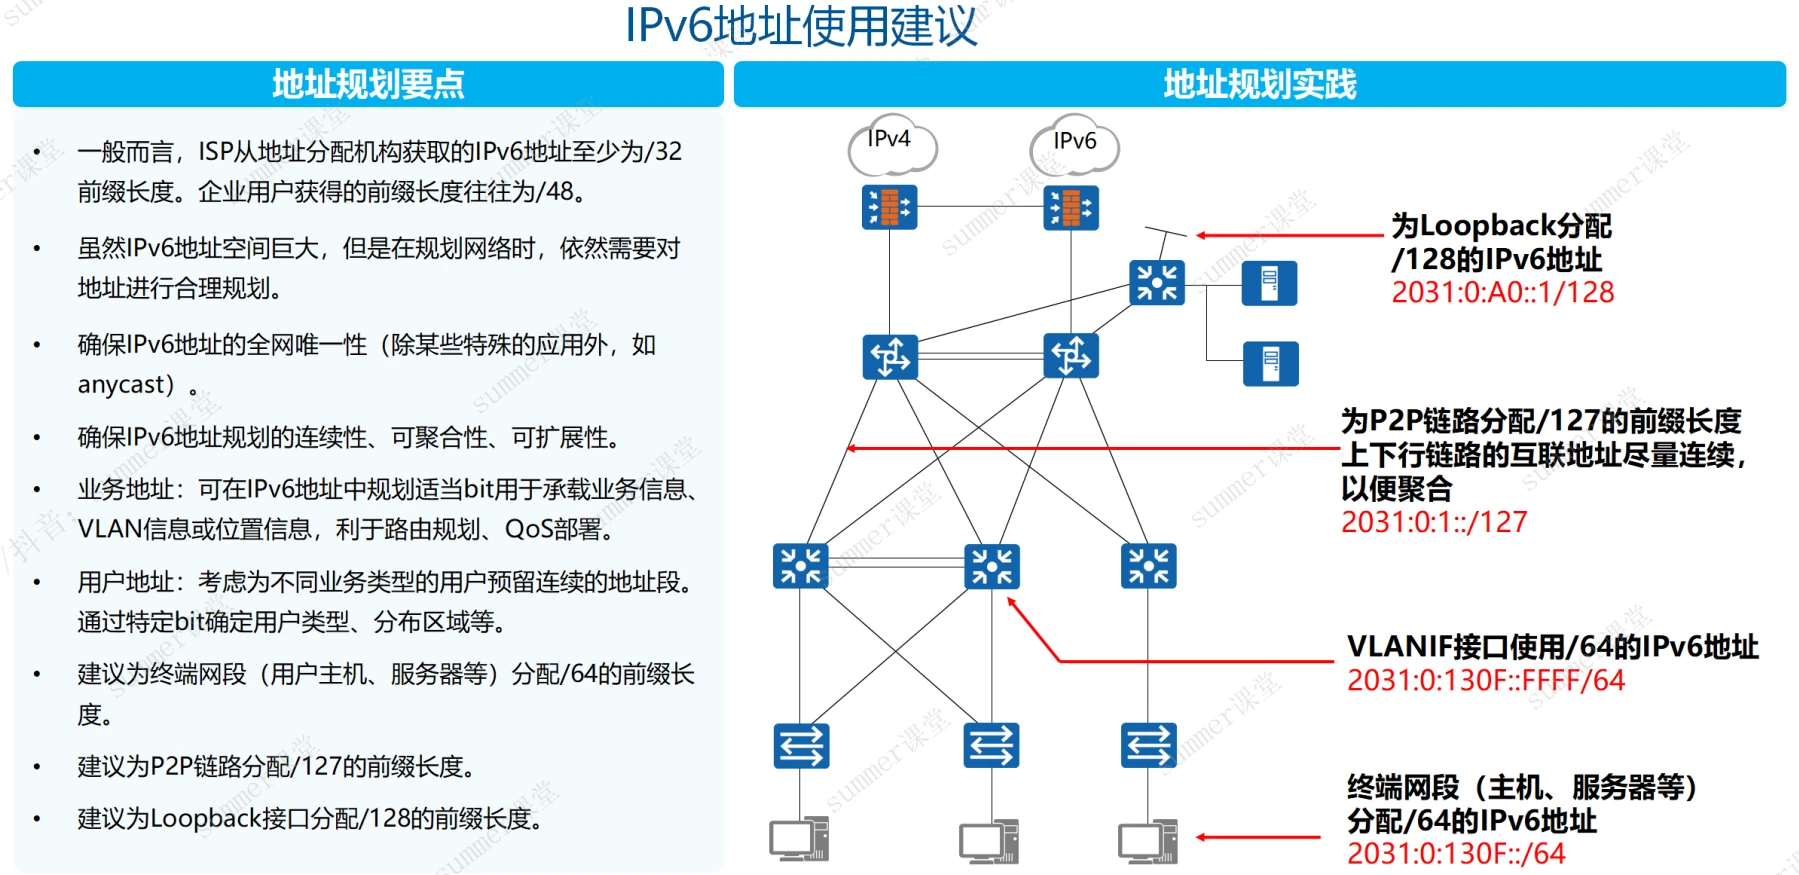 IPv6地址使用建议
地址规划要点
• 一般而言，ISP从地址分配机构获取的IPv6地址至少为/32
前缀长度。企业用户获得的前缀长度往往为/48。
• 虽然IPv6地址空间巨大，但是在规划网络时，依然需要对
地址进行合理规划。
• 确保IPv6地址的全网唯一性（除某些特殊的应用外，如
anycast）。
• 确保IPv6地址规划的连续性、可聚合性、可扩展性。
• 业务地址：可在IPv6地址中规划适当bit用于承载业务信息、
VLAN信息或位置信息，利于路由规划、QoS部署。
• 用户地址：考虑为不同业务类型的用户预留连续的地址段。
通过特定bit确定用户类型、分布区域等。
• 建议为终端网段（用户主机、服务器等）分配/64的前缀长
度。
• 建议为P2P链路分配/127的前缀长度。
• 建议为Loopback接口分配/128的前缀长度。
地址规划实践
IPv4
IPv6
为Loopback分配
/128的IPv6地址
2031:0:A0::1/128
为P2P链路分配/127的前缀长度
上下行链路的互联地址尽量连续，
以便聚合
2031:0:1::/127
VLANIF接口使用/64的IPv6地址
2031:0:130F::FFFF/64
终端网段（主机、服务器等）
分配/64的IPv6地址
2031:0:130F::/64
summer课堂
/抖音：